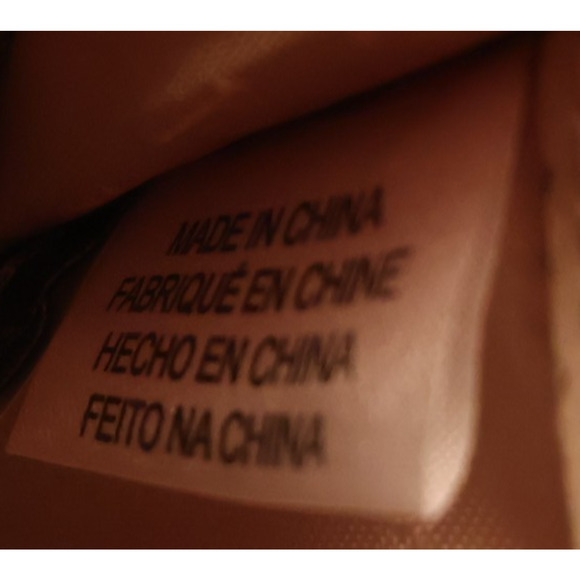 MADE IN CHINA
FABRIQUÉ EN CHINE
HECHO EN CHINA
FEITO NA CHINA